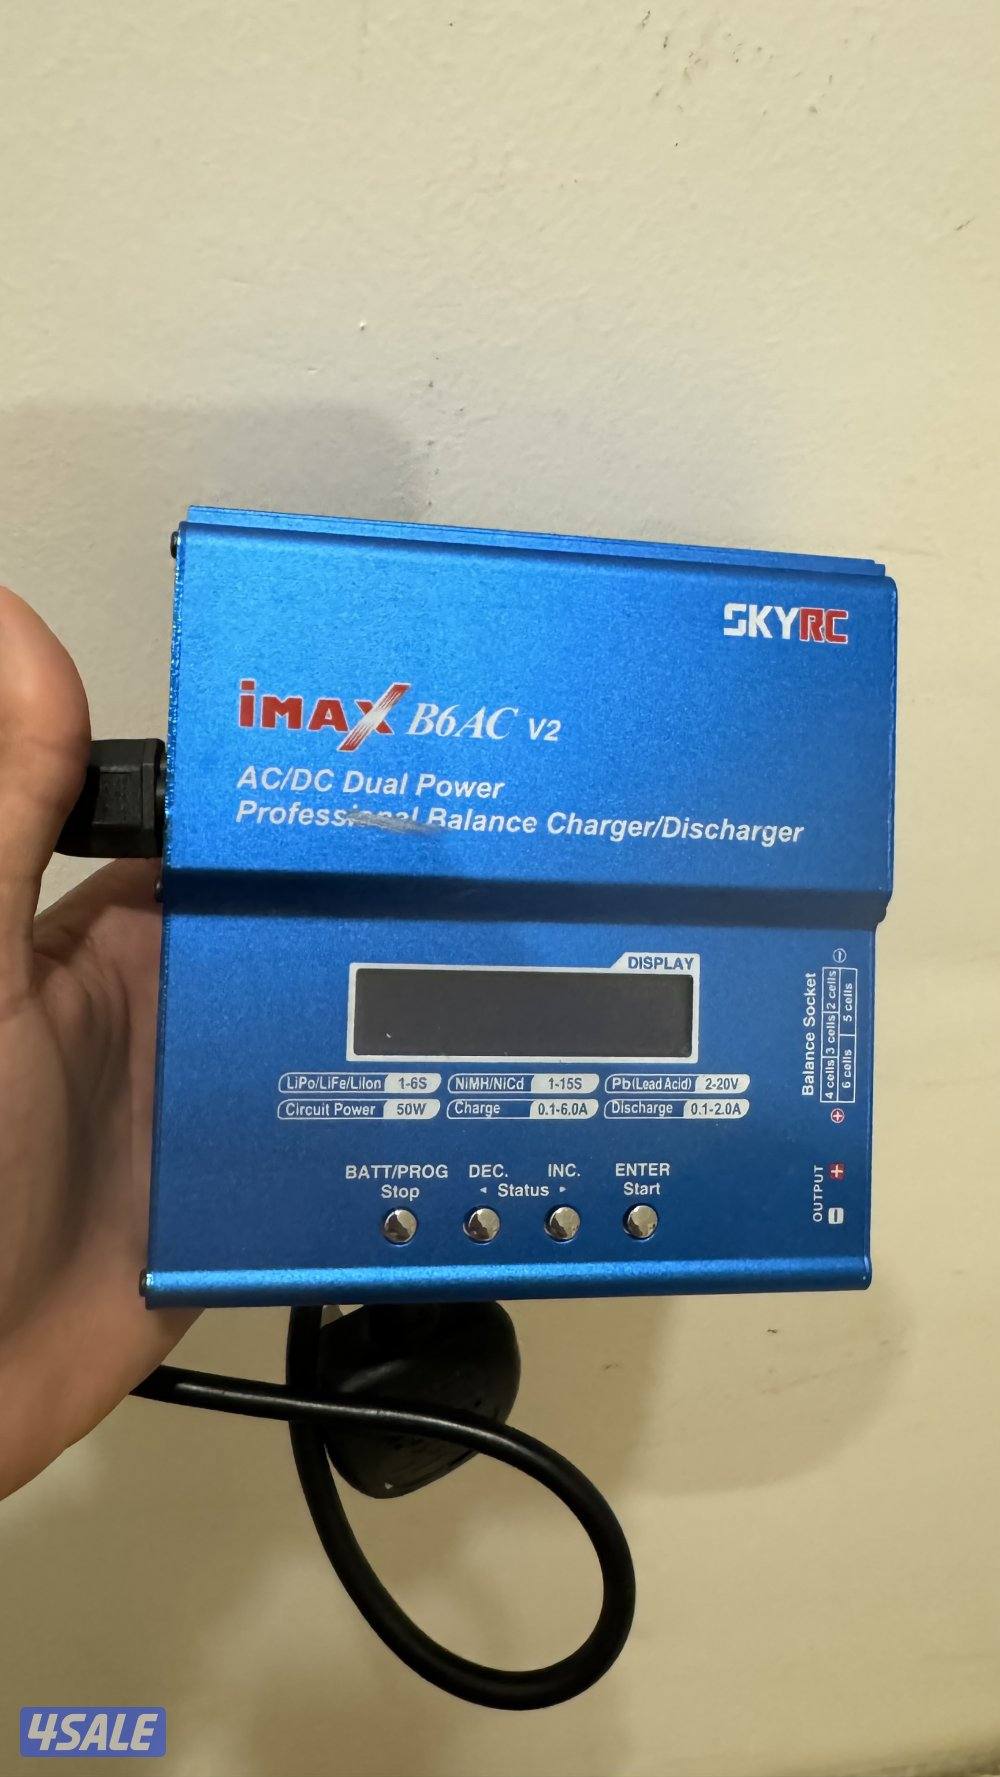 SKYRC
iMAX B6AC V2
AC/DC Dual Power
Professional Balance Charger/Discharger
DISPLAY
LiPo/LiFe/LiIon 1-6S NiMH/NiCd 1-15S Pb(Lead Acid) 2-20V
Circuit Power 50W Charge 0.1-6.0A Discharge 0.1-2.0A
BATT/PROG DEC. INC. ENTER
Stop ◂ Status ▸ Start
Balance Socket
4 cells 3 cells 2 cells
6 cells 5 cells
OUTPUT
4SALE